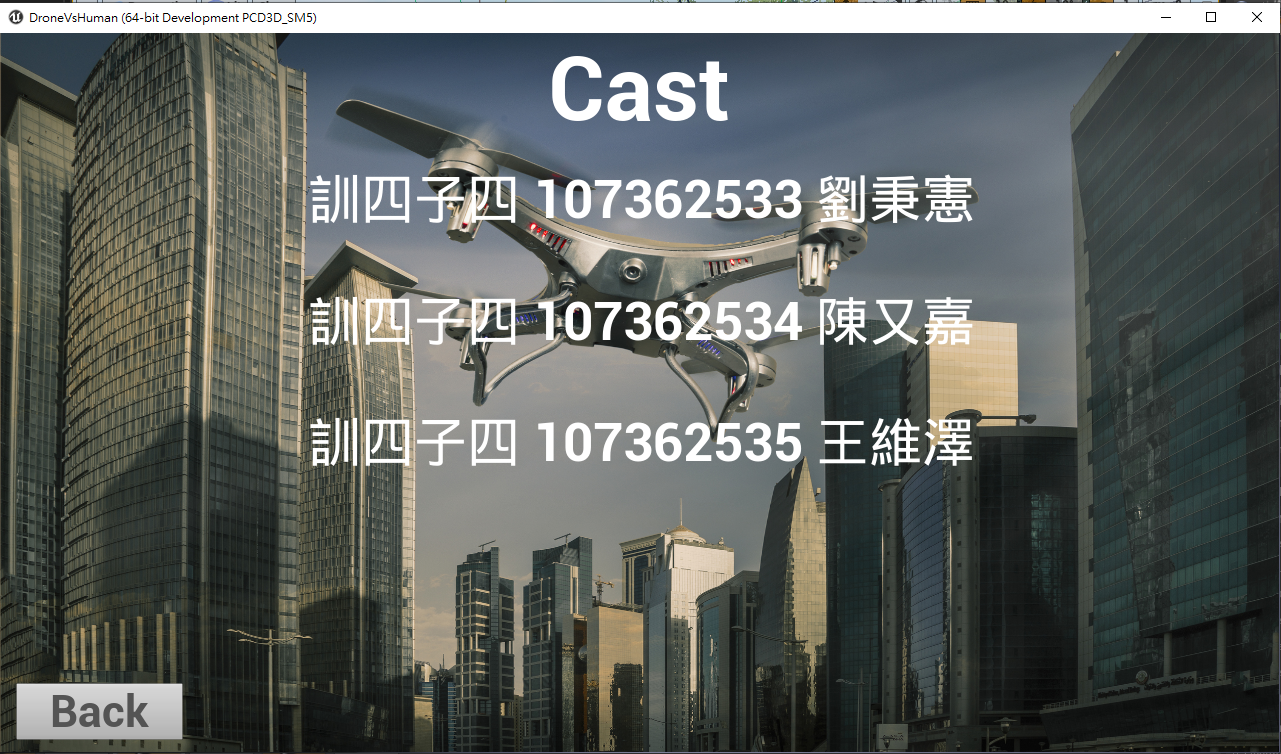 DroneVsHuman (64-bit Development PCD3D_SM5)
Cast
訓四子四 107362533 劉秉憲
訓四子四 107362534 陳又嘉
訓四子四 107362535 王維澤
Back